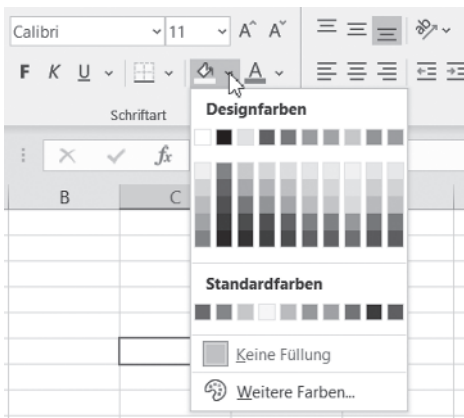 Calibri 11 A A
F K U A
Schriftart
fx
B C
Designfarben
Standardfarben
Keine Füllung
Weitere Farben...